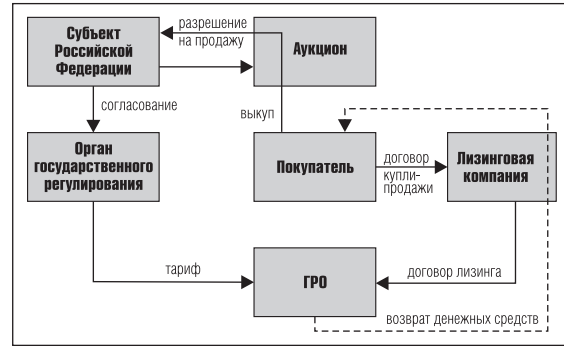 Субъект
Российской
Федерации
разрешение
на продажу
Аукцион
согласование
выкуп
Орган
государственного
регулирования
Покупатель
договор
купли-
продажи
Лизинговая
компания
тариф
ГРО
договор лизинга
возврат денежных средств